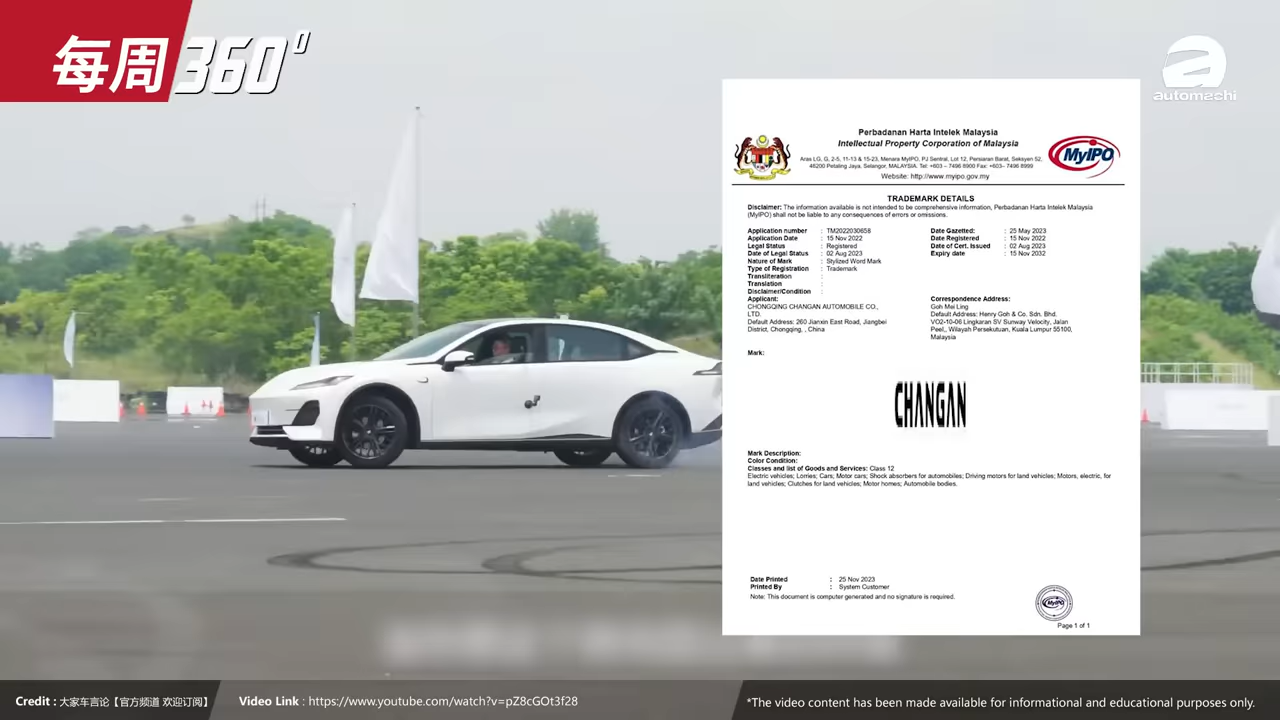 每周360°
automachi
Perbadanan Harta Intelek Malaysia
Intellectual Property Corporation of Malaysia
Aras LG, G, 2-5, 11-13 & 15-23, Menara MyIPO, PJ Sentral, Lot 12, Persiaran Barat, Seksyen 52,
46200 Petaling Jaya, Selangor, MALAYSIA. Tel: +603 – 7496 8900 Fax: +603– 7496 8999
Website: http://www.myipo.gov.my
MyIPO
TRADEMARK DETAILS
Disclaimer: The information available is not intended to be comprehensive information, Perbadanan Harta Intelek Malaysia
(MyIPO) shall not be liable to any consequences of errors or omissions.
Application number : TM2022030658
Application Date : 15 Nov 2022
Legal Status : Registered
Date of Legal Status : 02 Aug 2023
Nature of Mark : Stylized Word Mark
Type of Registration : Trademark
Transliteration :
Translation :
Disclaimer/Condition :
Date Gazetted: : 25 May 2023
Date Registered : 15 Nov 2022
Date of Cert. Issued : 02 Aug 2023
Expiry date : 15 Nov 2032
Applicant:
CHONGQING CHANGAN AUTOMOBILE CO.,
LTD.
Default Address: 260 Jianxin East Road, Jiangbei
District, Chongqing, , China
Correspondence Address:
Goh Mei Ling
Default Address: Henry Goh & Co. Sdn. Bhd.
VO2-10-06 Lingkaran SV Sunway Velocity, Jalan
Peel,, Wilayah Persekutuan, Kuala Lumpur 55100,
Malaysia
Mark:
CHANGAN
Mark Description:
Color Condition:
Classes and list of Goods and Services: Class 12
Electric vehicles; Lorries; Cars; Motor cars; Shock absorbers for automobiles; Driving motors for land vehicles; Motors, electric, for
land vehicles; Clutches for land vehicles; Motor homes; Automobile bodies.
Date Printed : 25 Nov 2023
Printed By : System Customer
Note: This document is computer generated and no signature is required.
MyIPO
Page 1 of 1
Credit : 大家车言论【官方频道 欢迎订阅】
Video Link : https://www.youtube.com/watch?v=pZ8cGOt3f28
*The video content has been made available for informational and educational purposes only.